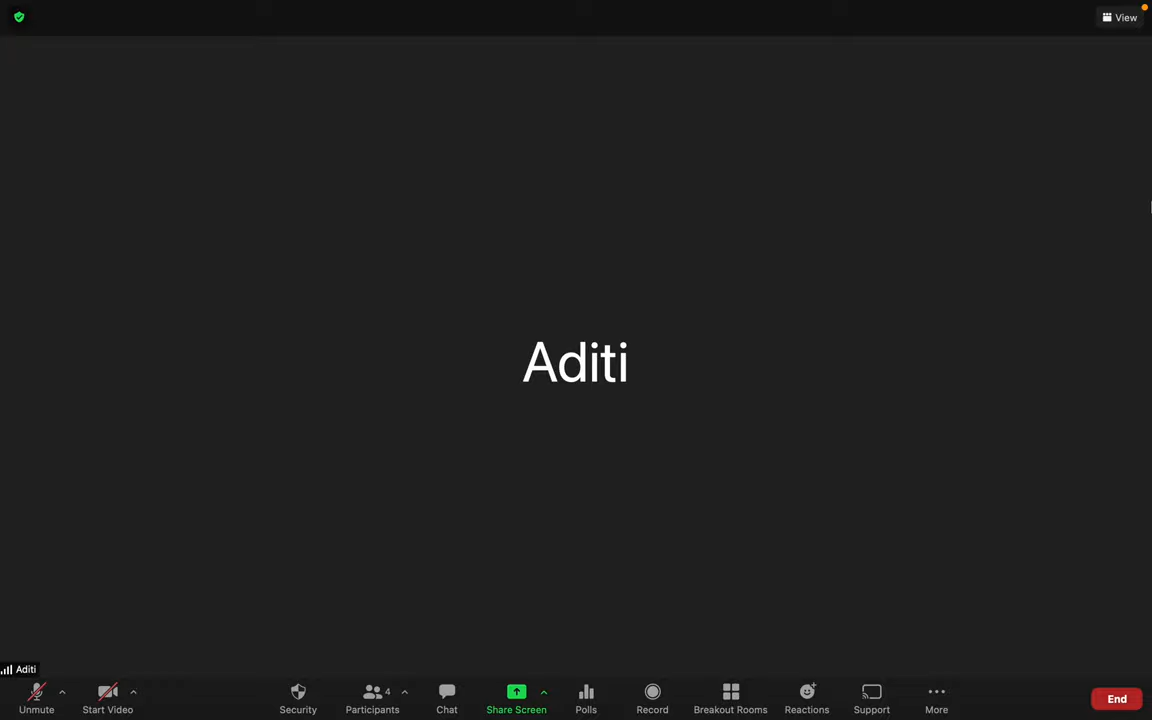 View
Aditi
Aditi
Unmute
Start Video
Security
Participants
4
Chat
Share Screen
Polls
Record
Breakout Rooms
Reactions
Support
More
End